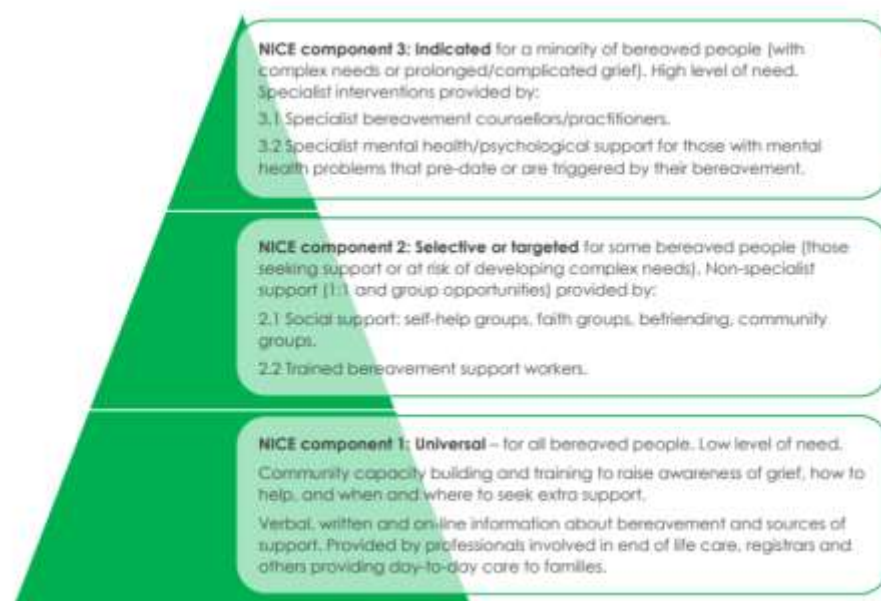 NICE component 3: Indicated for a minority of bereaved people (with
complex needs or prolonged/complicated grief). High level of need.
Specialist interventions provided by:
3.1 Specialist bereavement counsellors/practitioners.
3.2 Specialist mental health/psychological support for those with mental
health problems that pre-date or are triggered by their bereavement.
NICE component 2: Selective or targeted for some bereaved people (those
seeking support or at risk of developing complex needs). Non-specialist
support (1:1 and group opportunities) provided by:
2.1 Social support: self-help groups, faith groups, befriending, community
groups.
2.2 Trained bereavement support workers.
NICE component 1: Universal – for all bereaved people. Low level of need.
Community capacity building and training to raise awareness of grief, how to
help, and when and where to seek extra support.
Verbal, written and on-line information about bereavement and sources of
support. Provided by professionals involved in end of life care, registrars and
others providing day-to-day care to families.